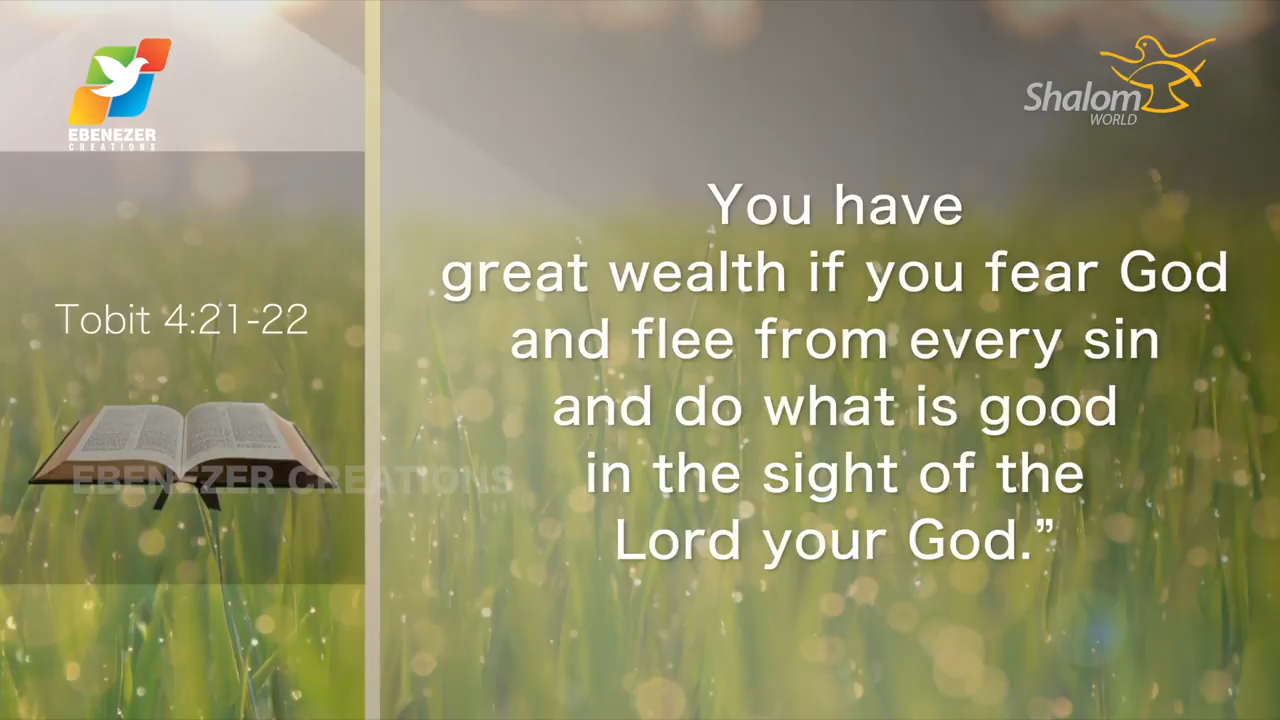 EBENEZER
CREATIONS
Shalom
WORLD
Tobit 4:21-22
You have
great wealth if you fear God
and flee from every sin
and do what is good
in the sight of the
Lord your God.”
EBENEZER CREATIONS